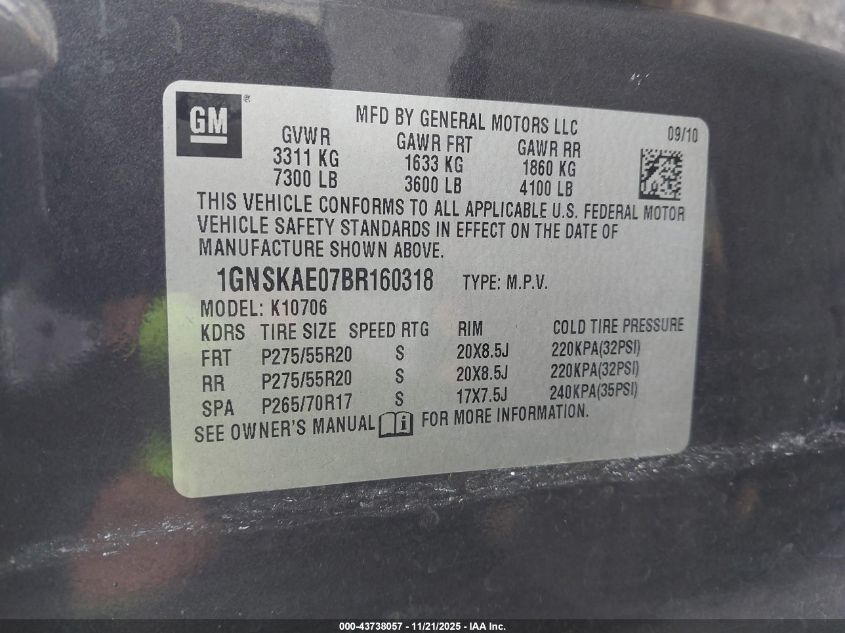 GM ®
MFD BY GENERAL MOTORS LLC
09/10
GVWR GAWR FRT GAWR RR
3311 KG 1633 KG 1860 KG
7300 LB 3600 LB 4100 LB
THIS VEHICLE CONFORMS TO ALL APPLICABLE U.S. FEDERAL MOTOR
VEHICLE SAFETY STANDARDS IN EFFECT ON THE DATE OF
MANUFACTURE SHOWN ABOVE.
1GNSKAE07BR160318 TYPE: M.P.V.
MODEL: K10706
KDRS TIRE SIZE SPEED RTG RIM COLD TIRE PRESSURE
FRT P275/55R20 S 20X8.5J 220KPA(32PSI)
RR P275/55R20 S 20X8.5J 220KPA(32PSI)
SPA P265/70R17 S 17X7.5J 240KPA(35PSI)
SEE OWNER'S MANUAL i FOR MORE INFORMATION.
000-43738057 - 11/21/2025 - IAA Inc.